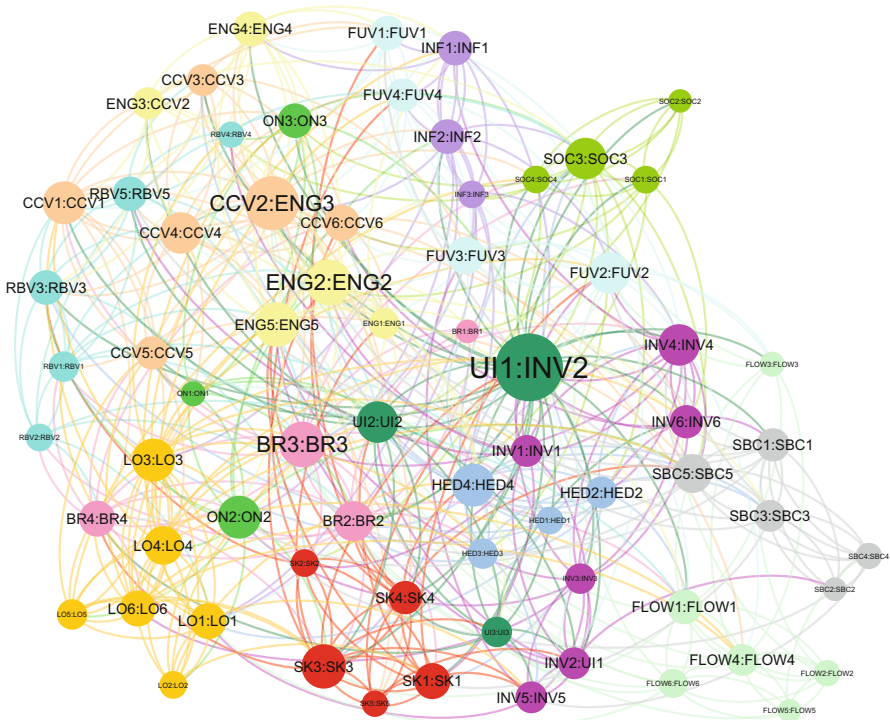 ENG4:ENG4
FUV1:FUV1
INF1:INF1
CCV3:CCV3
FUV4:FUV4
ENG3:CCV2
SOC2:SOC2
ON3:ON3
RBV4:RBV4
INF2:INF2
SOC3:SOC3
SOC4:SOC4
SOC1:SOC1
RBV5:RBV5
INF3:INF3
CCV1:CCV1
CCV2:ENG3
CCV6:CCV6
CCV4:CCV4
FUV3:FUV3
FUV2:FUV2
ENG2:ENG2
RBV3:RBV3
ENG5:ENG5
ENG1:ENG1
BR1:BR1
INV4:INV4
CCV5:CCV5
RBV1:RBV1
UI1:INV2
FLOW3:FLOW3
ON1:ON1
UI2:UI2
INV6:INV6
RBV2:RBV2
BR3:BR3
INV1:INV1
SBC1:SBC1
LO3:LO3
SBC5:SBC5
HED4:HED4
HED2:HED2
ON2:ON2
BR4:BR4
BR2:BR2
HED1:HED1
SBC3:SBC3
LO4:LO4
HED3:HED3
SBC4:SBC4
SK2:SK2
INV3:INV3
SBC2:SBC2
SK4:SK4
LO6:LO6
LO5:LO5
LO1:LO1
FLOW1:FLOW1
UI3:UI3
SK3:SK3
INV2:UI1
FLOW4:FLOW4
FLOW2:FLOW2
LO2:LO2
SK1:SK1
FLOW6:FLOW6
INV5:INV5
SK5:SK5
FLOW5:FLOW5